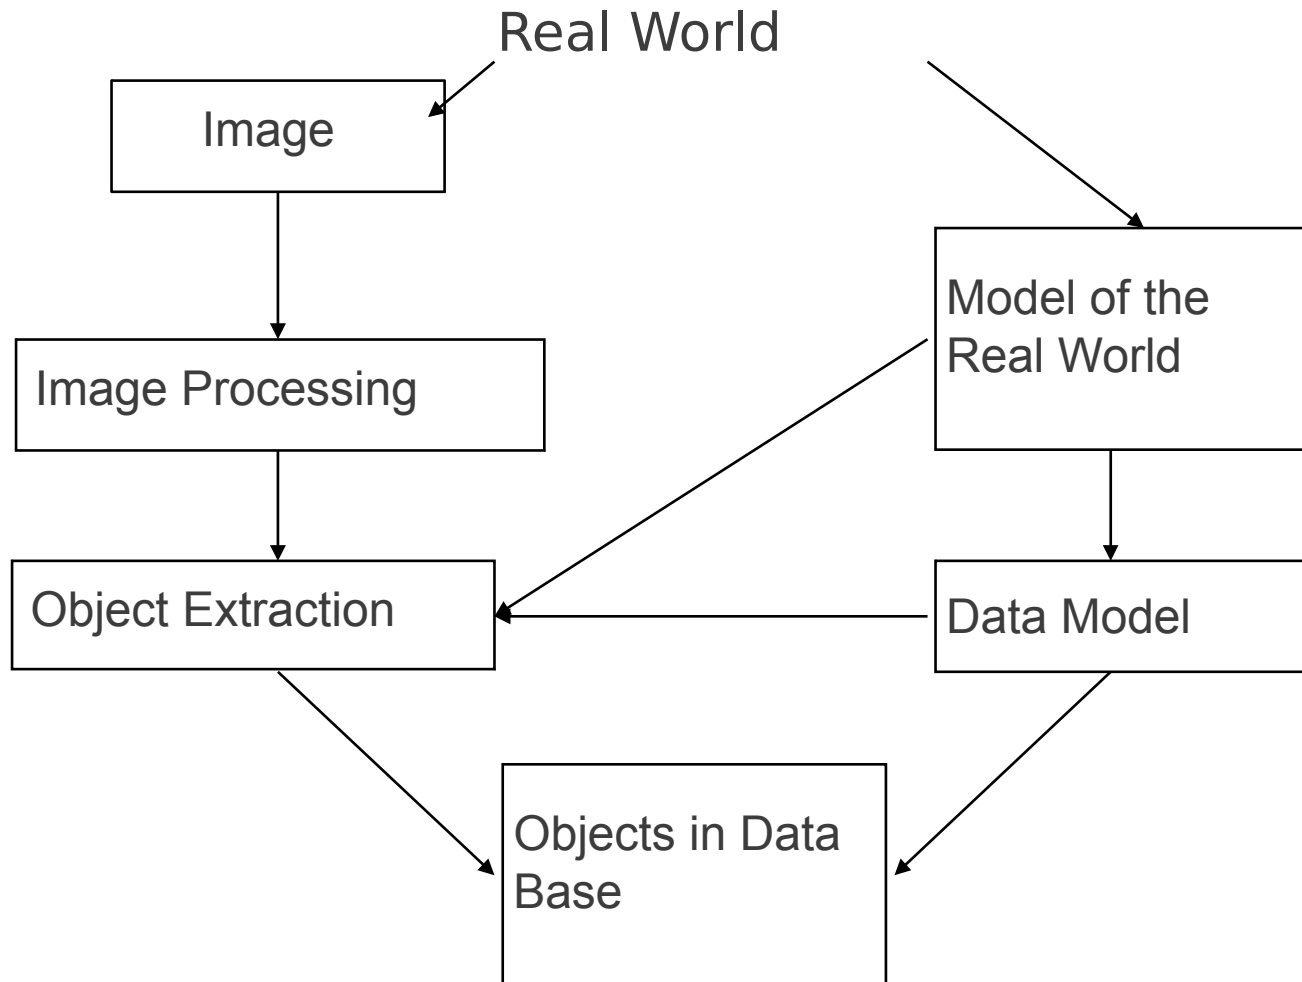 Real World
Image
Model of the
Real World
Image Processing
Object Extraction
Data Model
Objects in Data
Base